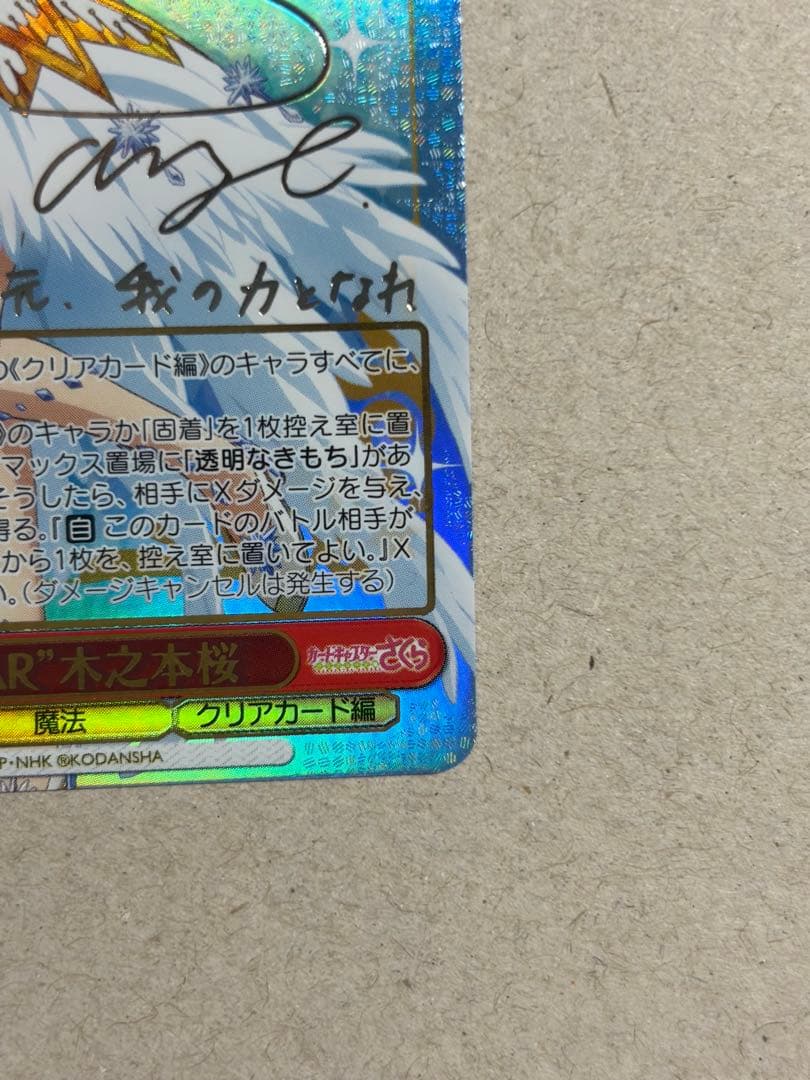 ange.
元、我の力となれ
の《クリアカード編》のキャラすべてに、
》のキャラか「固着」を1枚控え室に置
マックス置場に「透明なきもち」があ
そうしたら、相手にXダメージを与え、
得る。『自 このカードのバトル相手が
から1枚を、控え室に置いてよい。』X
い。(ダメージキャンセルは発生する)
AR”木之本桜
カードキャプターさくら
魔法
クリアカード編
P・NHK ®KODANSHA